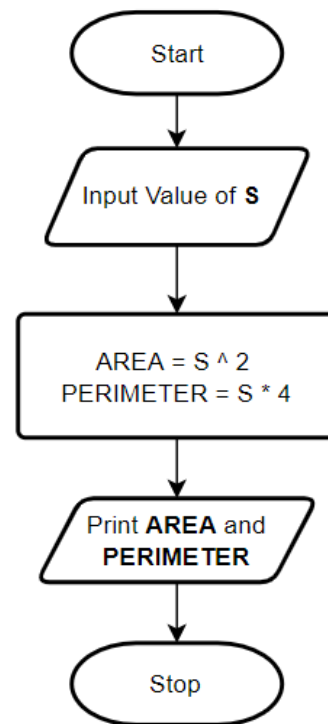 Start
Input Value of S
AREA = S ^ 2
PERIMETER = S * 4
Print AREA and
PERIMETER
Stop